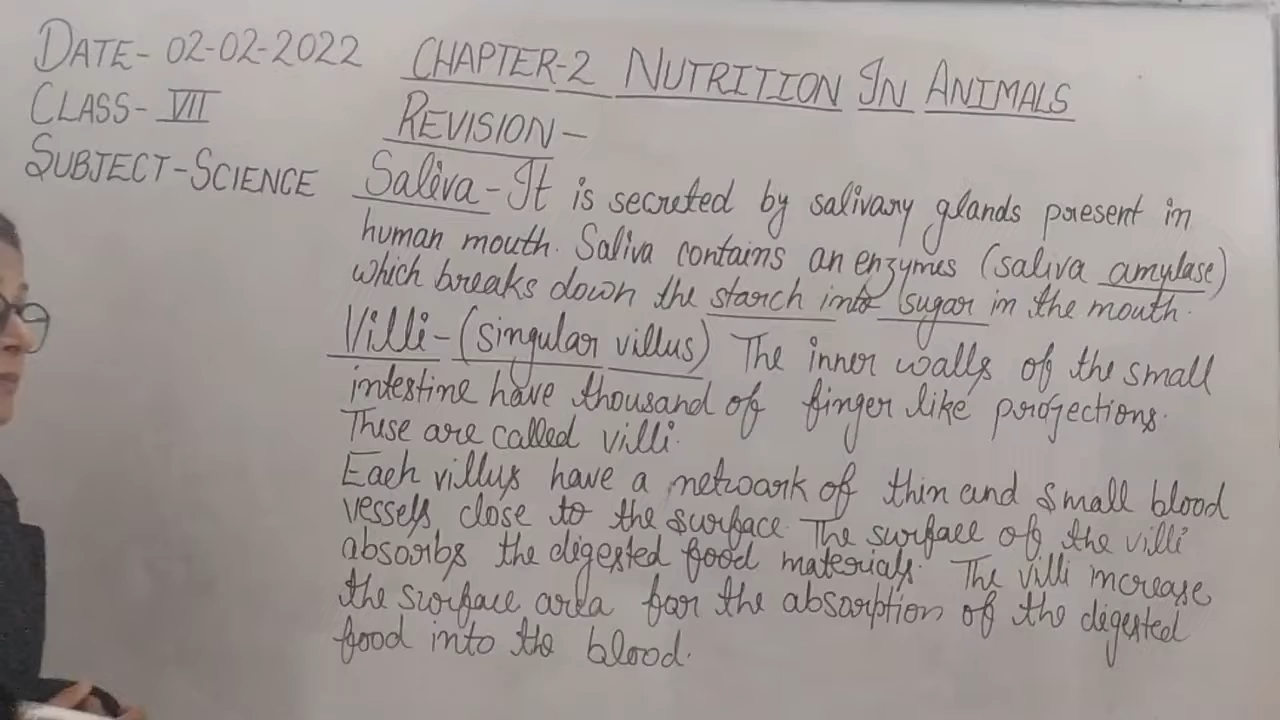 DATE- 02-02-2022
CLASS- VII
SUBJECT-SCIENCE
CHAPTER-2 NUTRITION IN ANIMALS
REVISION-
Saliva - It is secreted by salivary glands present in
human mouth. Saliva contains an enzymes (saliva amylase)
which breaks down the starch into sugar in the mouth.
Villi-(singular villus) The inner walls of the small
intestine have thousand of finger like projections.
These are called villi.
Each villus have a network of thin and small blood
vessels close to the surface. The surface of the villi
absorbs the digested food materials. The villi increase
the surface area for the absorption of the digested
food into the blood.